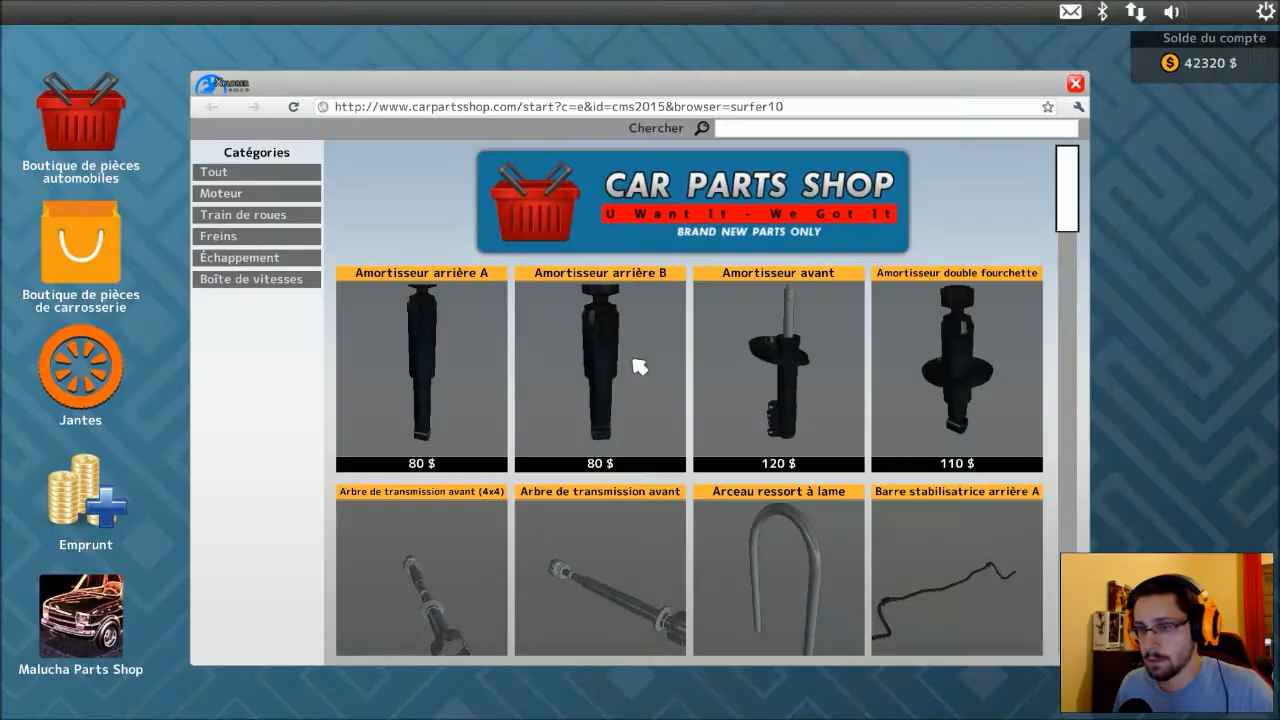 Solde du compte
42320 $
XPLORER
http://www.carpartsshop.com/start?c=e&id=cms2015&browser=surfer10
Chercher
Catégories
Tout
Moteur
Train de roues
Freins
Échappement
Boîte de vitesses
CAR PARTS SHOP
U Want It - We Got It
BRAND NEW PARTS ONLY
Amortisseur arrière A
Amortisseur arrière B
Amortisseur avant
Amortisseur double fourchette
80 $
80 $
120 $
110 $
Arbre de transmission avant (4x4)
Arbre de transmission avant
Arceau ressort à lame
Barre stabilisatrice arrière A
Boutique de pièces
automobiles
Boutique de pièces
de carrosserie
Jantes
Emprunt
Malucha Parts Shop